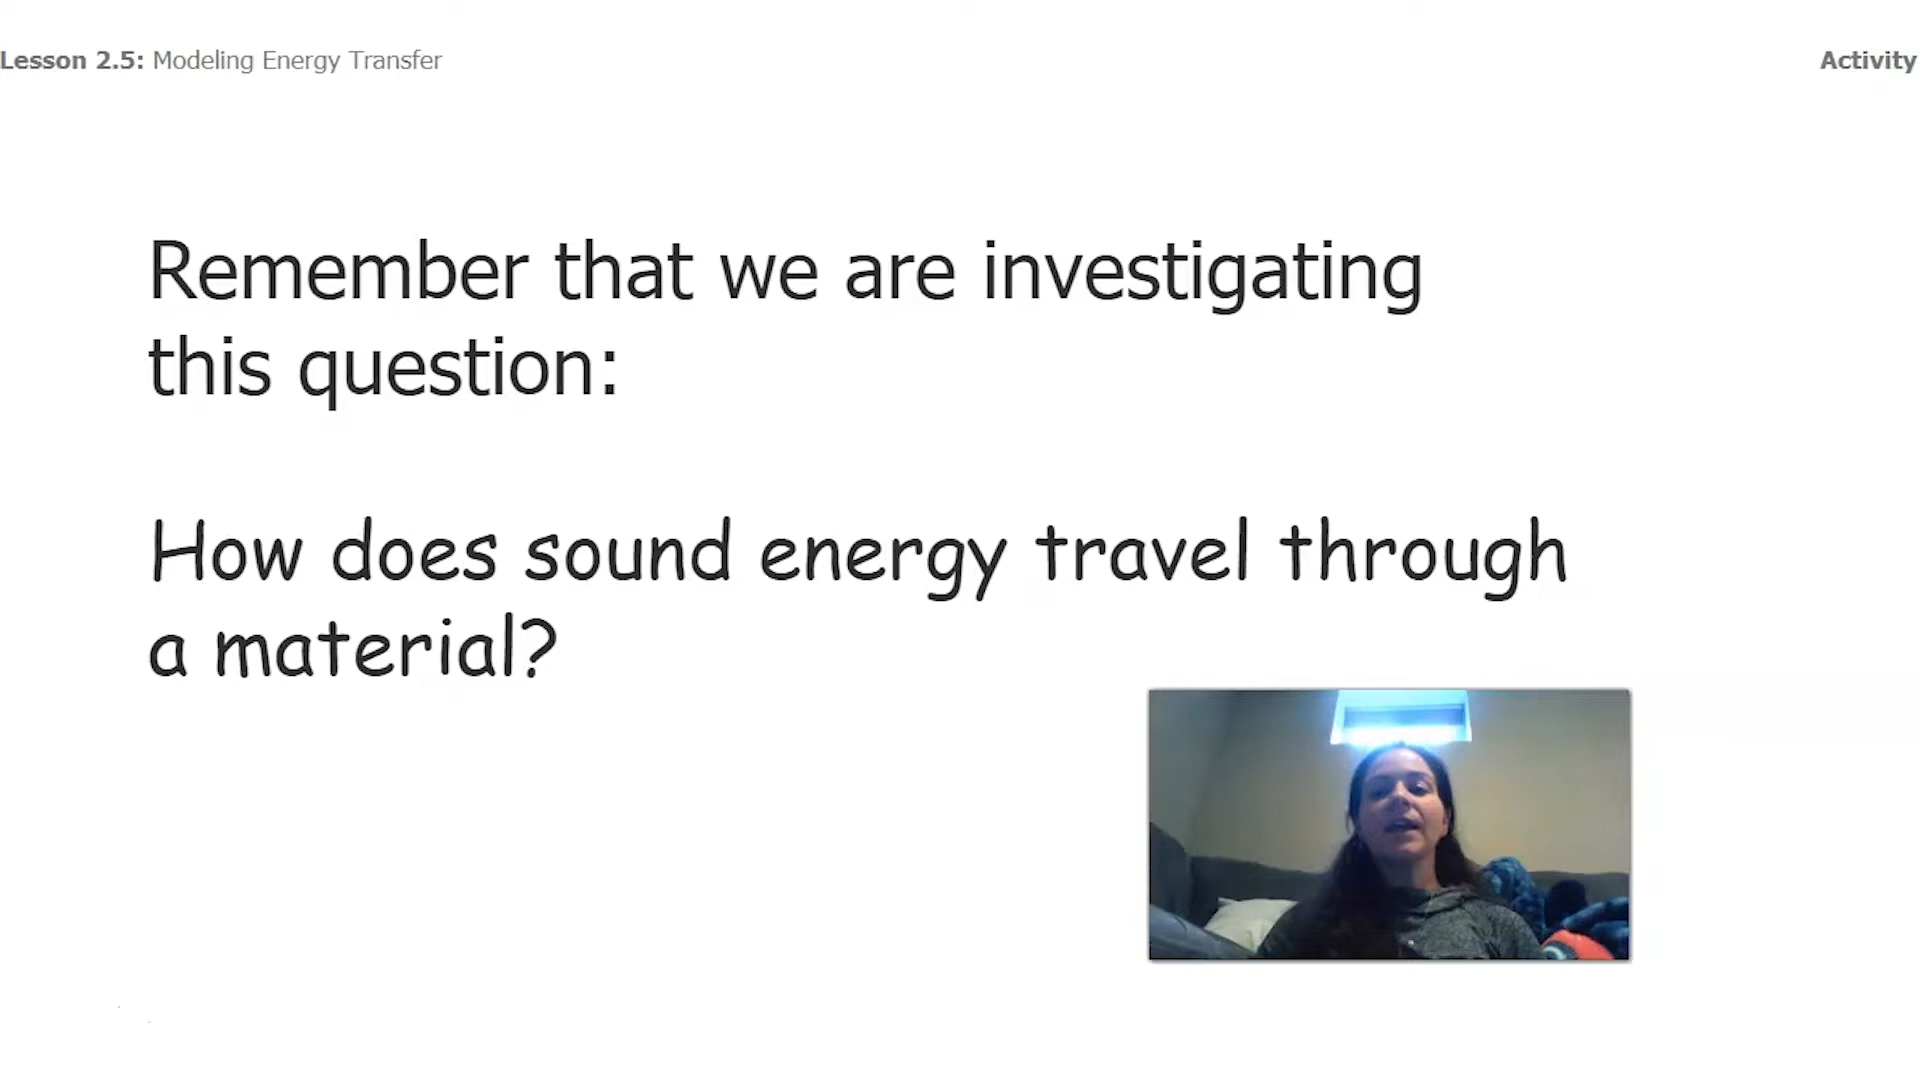 Lesson 2.5: Modeling Energy Transfer
Activity
Remember that we are investigating
this question:
How does sound energy travel through
a material?